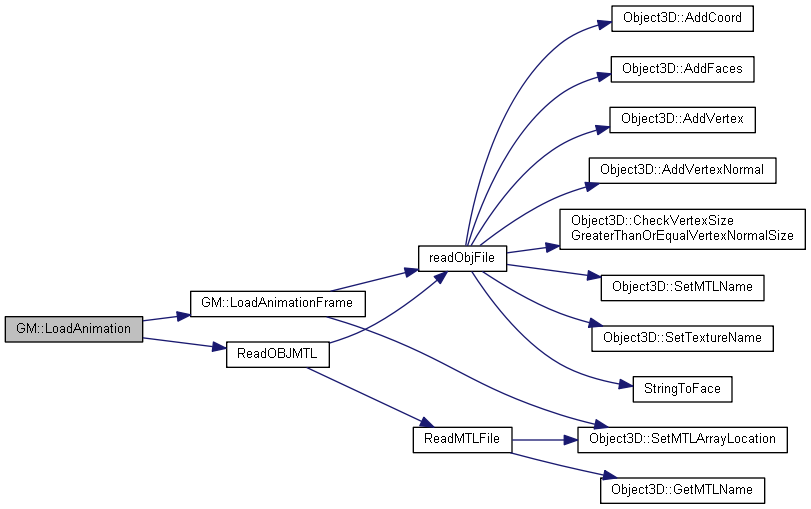 Object3D::AddCoord
Object3D::AddFaces
Object3D::AddVertex
Object3D::AddVertexNormal
Object3D::CheckVertexSize
GreaterThanOrEqualVertexNormalSize
readObjFile
Object3D::SetMTLName
GM::LoadAnimationFrame
GM::LoadAnimation
Object3D::SetTextureName
ReadOBJMTL
StringToFace
ReadMTLFile
Object3D::SetMTLArrayLocation
Object3D::GetMTLName